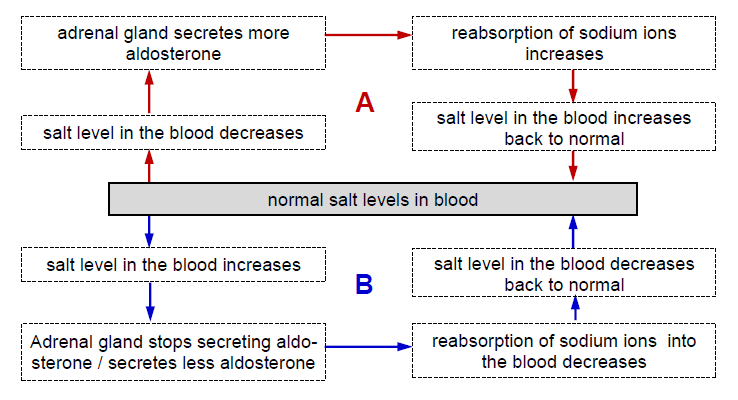 adrenal gland secretes more
aldosterone
reabsorption of sodium ions
increases
A
salt level in the blood decreases
salt level in the blood increases
back to normal
normal salt levels in blood
salt level in the blood increases
B
salt level in the blood decreases
back to normal
Adrenal gland stops secreting aldo-
sterone / secretes less aldosterone
reabsorption of sodium ions into
the blood decreases